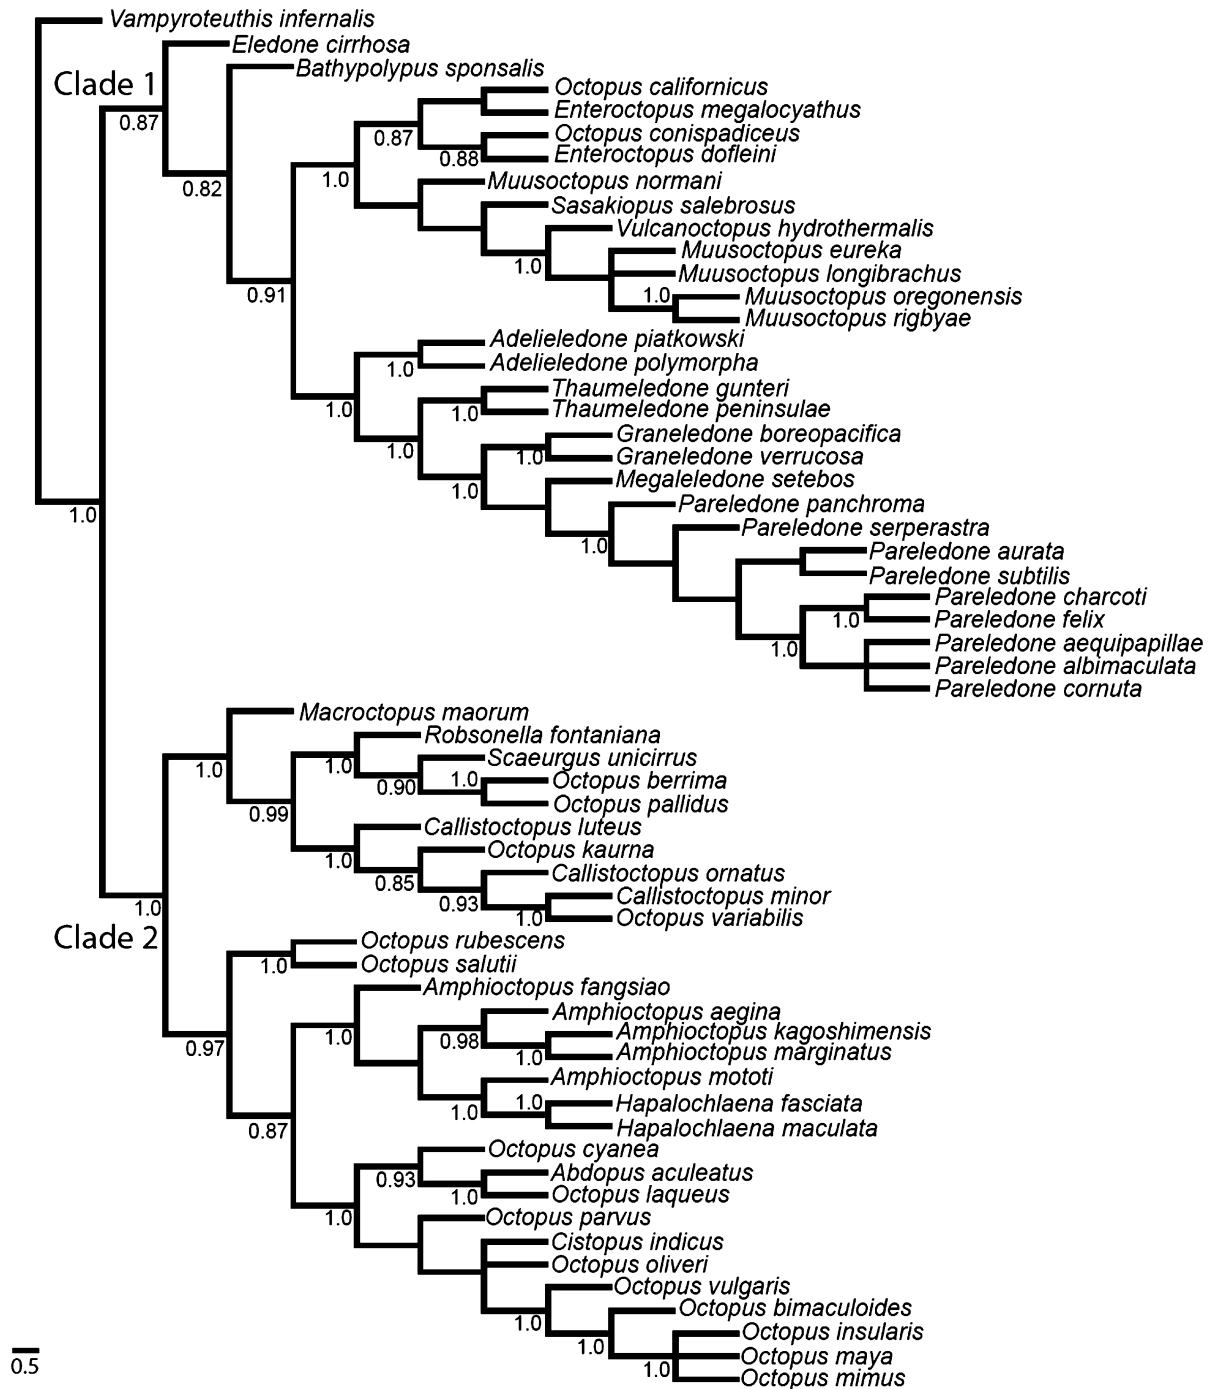 Vampyroteuthis infernalis
Eledone cirrhosa
Clade 1
Bathypolypus sponsalis
Octopus californicus
Enteroctopus megalocyathus
0.87
0.87
Octopus conispadiceus
Enteroctopus dofleini
0.88
1.0
0.82
Muusoctopus normani
Sasakiopus salebrosus
Vulcanoctopus hydrothermalis
Muusoctopus eureka
1.0
Muusoctopus longibrachus
0.91
1.0
Muusoctopus oregonensis
Muusoctopus rigbyae
Adelieledone piatkowski
Adelieledone polymorpha
1.0
Thaumeledone gunteri
1.0
1.0
Thaumeledone peninsulae
Graneledone boreopacifica
1.0
1.0
Graneledone verrucosa
Megaleledone setebos
1.0
Pareledone panchroma
1.0
Pareledone serperastra
1.0
Pareledone aurata
Pareledone subtilis
Pareledone charcoti
1.0
Pareledone felix
Pareledone aequipapillae
1.0
Pareledone albimaculata
Pareledone cornuta
Macroctopus maorum
Robsonella fontaniana
Scaeurgus unicirrus
1.0
1.0
1.0
Octopus berrima
0.90
Octopus pallidus
0.99
Callistoctopus luteus
Octopus kaurna
1.0
Callistoctopus ornatus
0.85
Callistoctopus minor
0.93
1.0
1.0
Octopus variabilis
Clade 2
Octopus rubescens
Octopus salutii
1.0
Amphioctopus fangsiao
Amphioctopus aegina
Amphioctopus kagoshimensis
1.0
0.98
0.97
1.0
Amphioctopus marginatus
Amphioctopus mototi
1.0
1.0
Hapalochlaena fasciata
Hapalochlaena maculata
0.87
Octopus cyanea
Abdopus aculeatus
0.93
1.0
Octopus laqueus
1.0
Octopus parvus
Cistopus indicus
Octopus oliveri
Octopus vulgaris
Octopus bimaculoides
1.0
Octopus insularis
1.0
Octopus maya
1.0
Octopus mimus
0.5